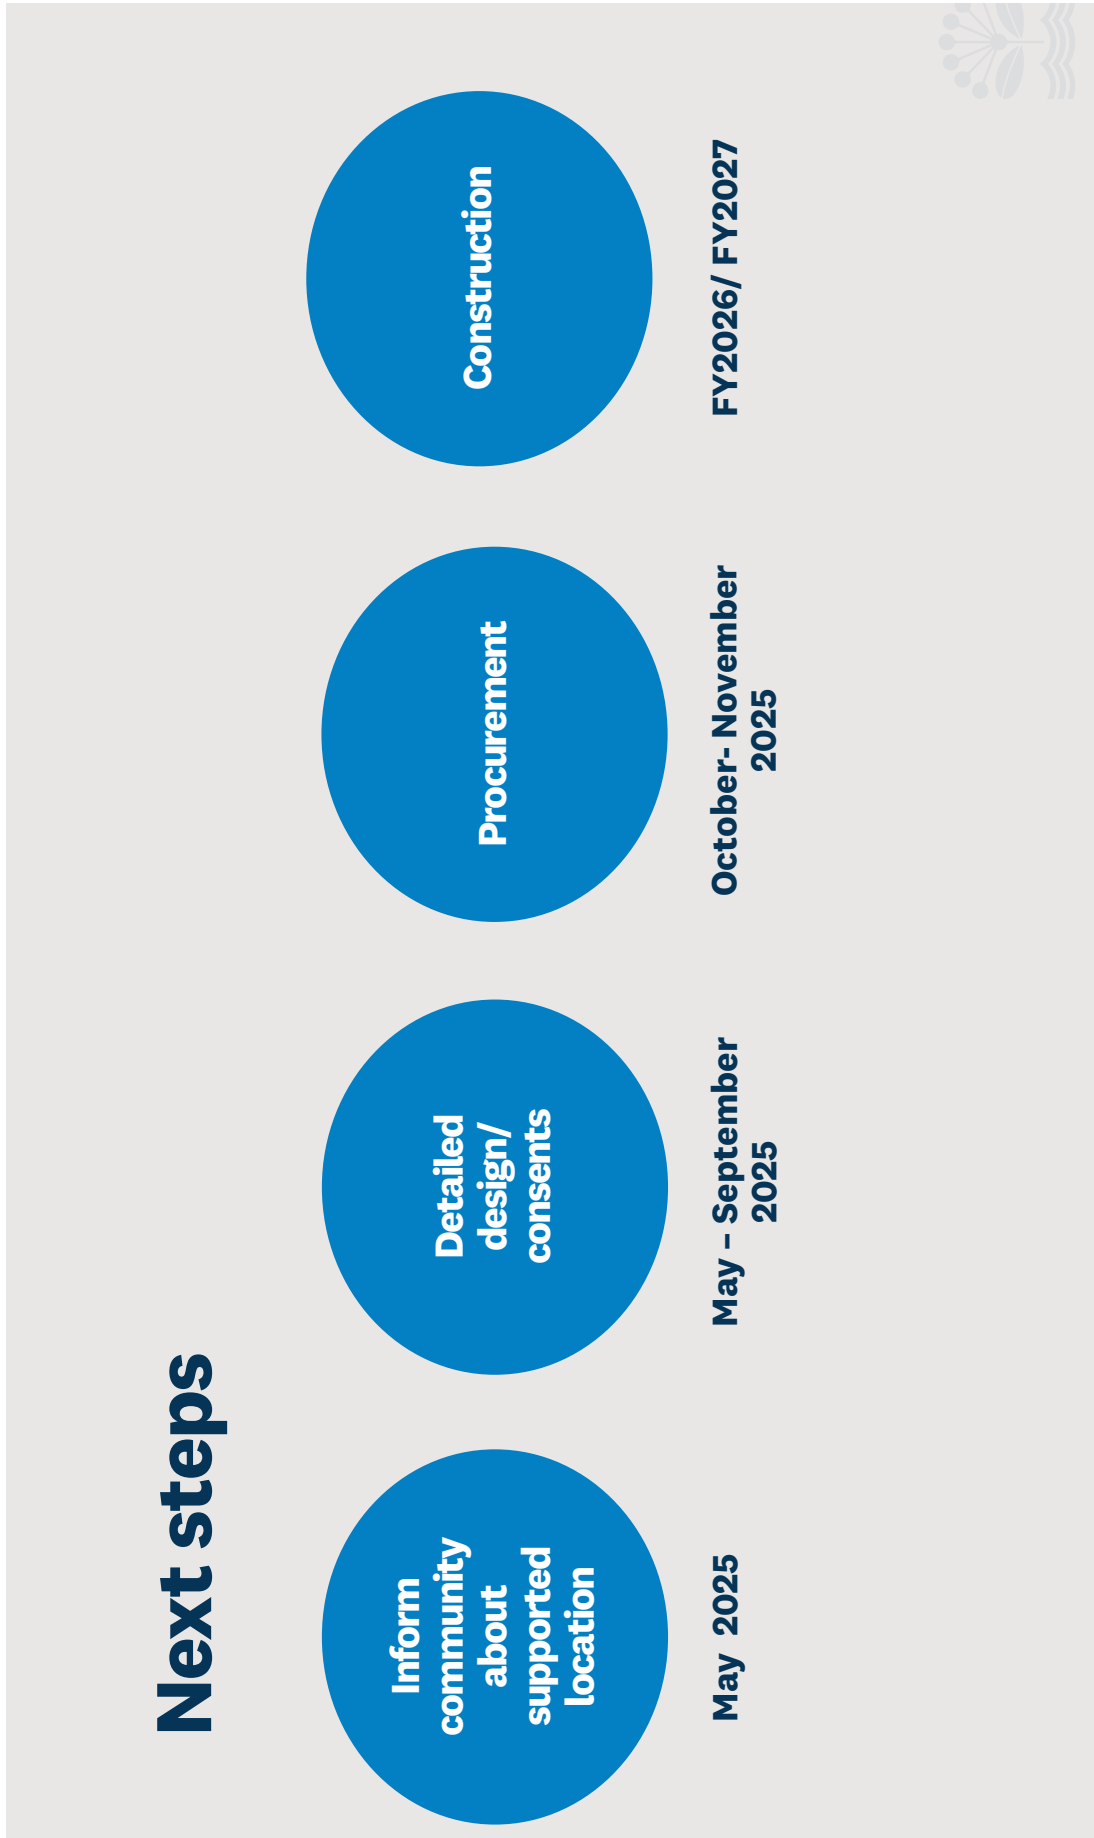 Next steps
Inform
community
about
supported
location
May  2025
Detailed
design/
consents
May – September
2025
Procurement
October- November
2025
Construction
FY2026/ FY2027